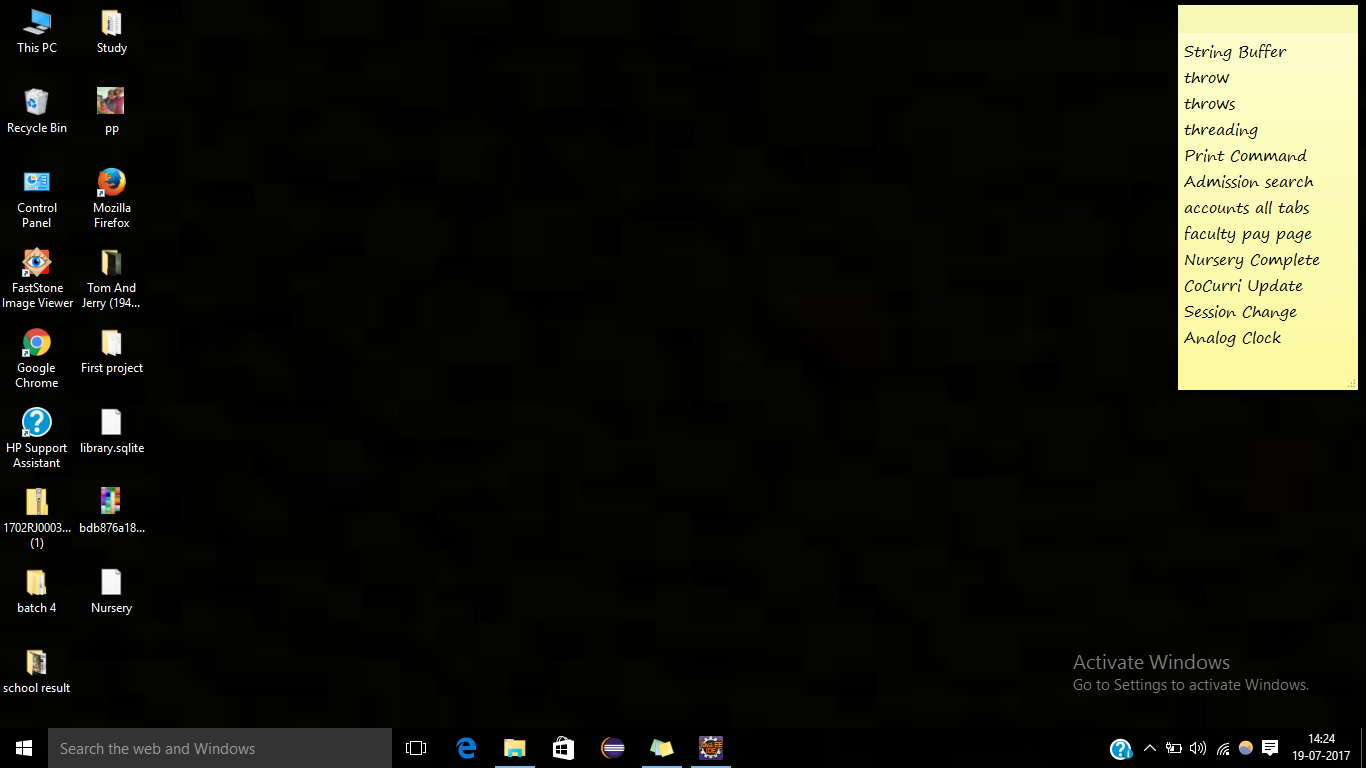 This PC
Study
Recycle Bin
pp
Control
Panel
Mozilla
Firefox
FastStone
Image Viewer
Tom And
Jerry (194...
Google
Chrome
First project
HP Support
Assistant
library.sqlite
1702RJ0003...
(1)
bdb876a18...
batch 4
Nursery
school result
String Buffer
throw
throws
threading
Print Command
Admission search
accounts all tabs
faculty pay page
Nursery Complete
CoCurri Update
Session Change
Analog Clock
Activate Windows
Go to Settings to activate Windows.
Search the web and Windows
Java EE
IDE
14:24
19-07-2017